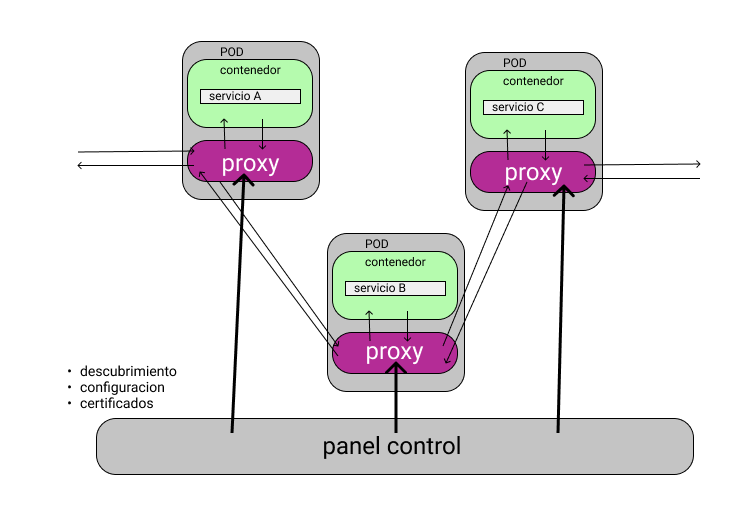 POD
contenedor
servicio A
proxy
POD
contenedor
servicio C
proxy
POD
contenedor
servicio B
proxy
• descubrimiento
• configuracion
• certificados
panel control